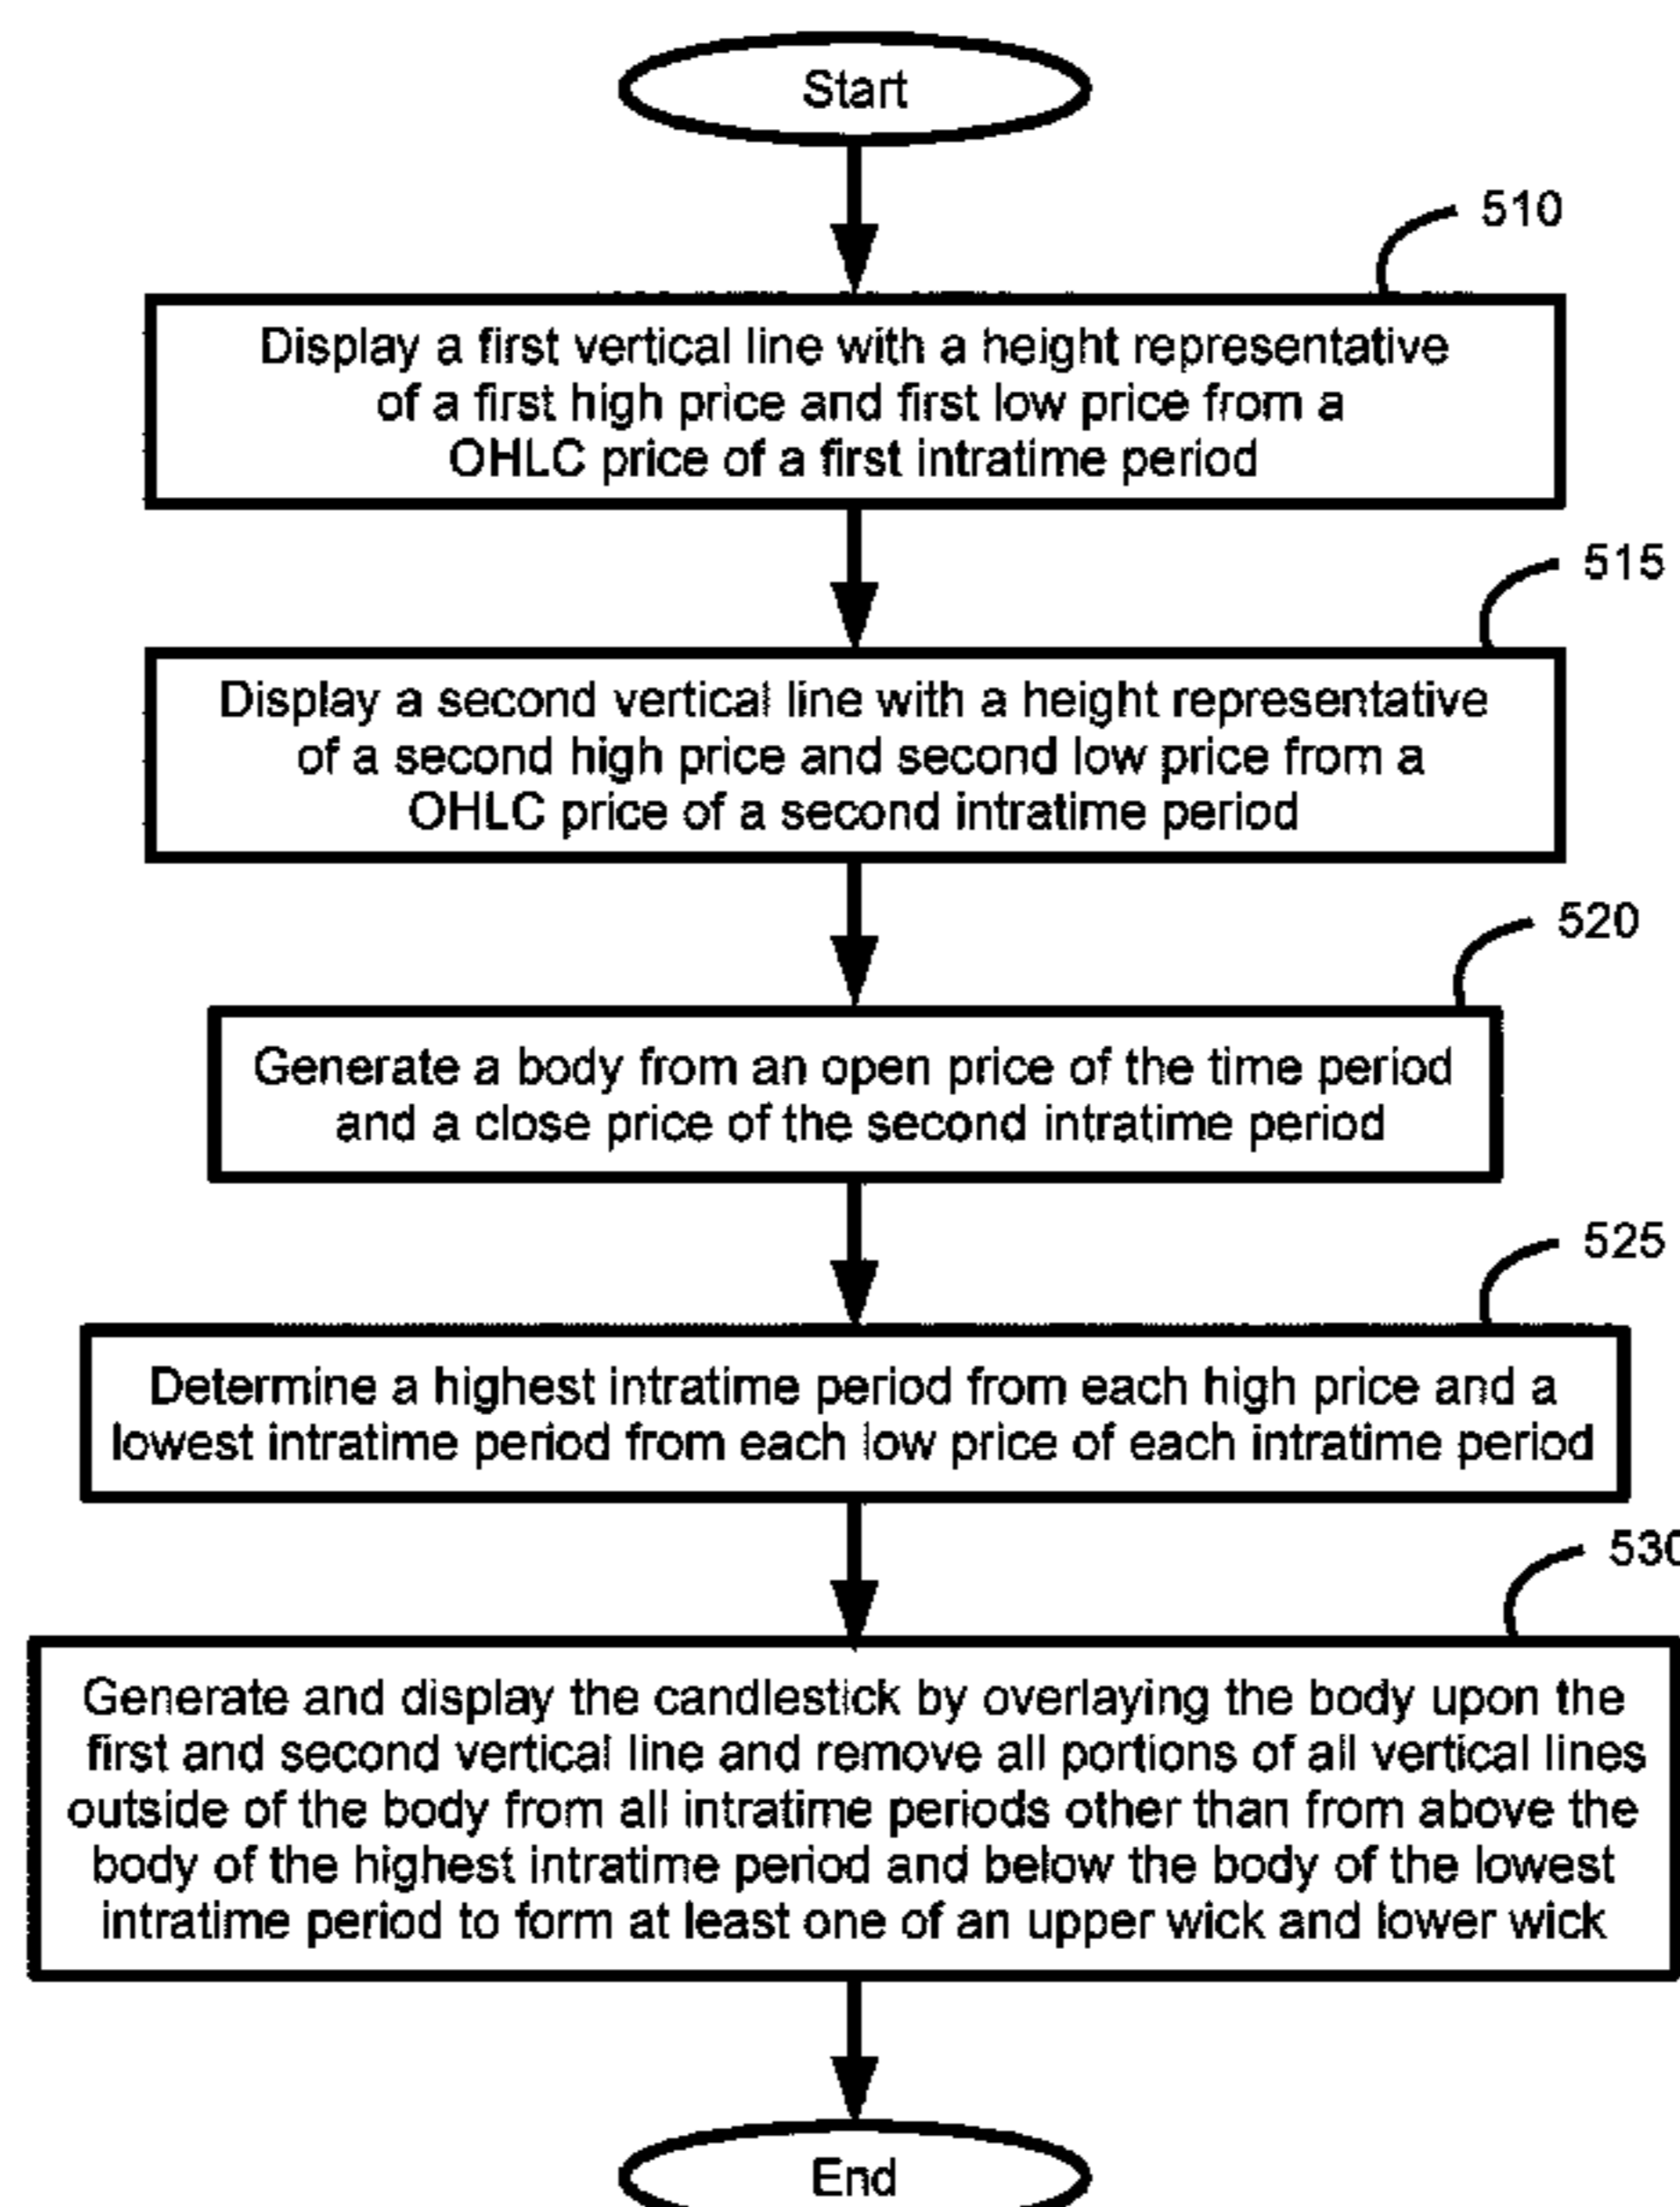 Start
510
Display a first vertical line with a height representative
of a first high price and first low price from a
OHLC price of a first intratime period
515
Display a second vertical line with a height representative
of a second high price and second low price from a
OHLC price of a second intratime period
520
Generate a body from an open price of the time period
and a close price of the second intratime period
525
Determine a highest intratime period from each high price and a
lowest intratime period from each low price of each intratime period
530
Generate and display the candlestick by overlaying the body upon the
first and second vertical line and remove all portions of all vertical lines
outside of the body from all intratime periods other than from above the
body of the highest intratime period and below the body of the lowest
intratime period to form at least one of an upper wick and lower wick
End